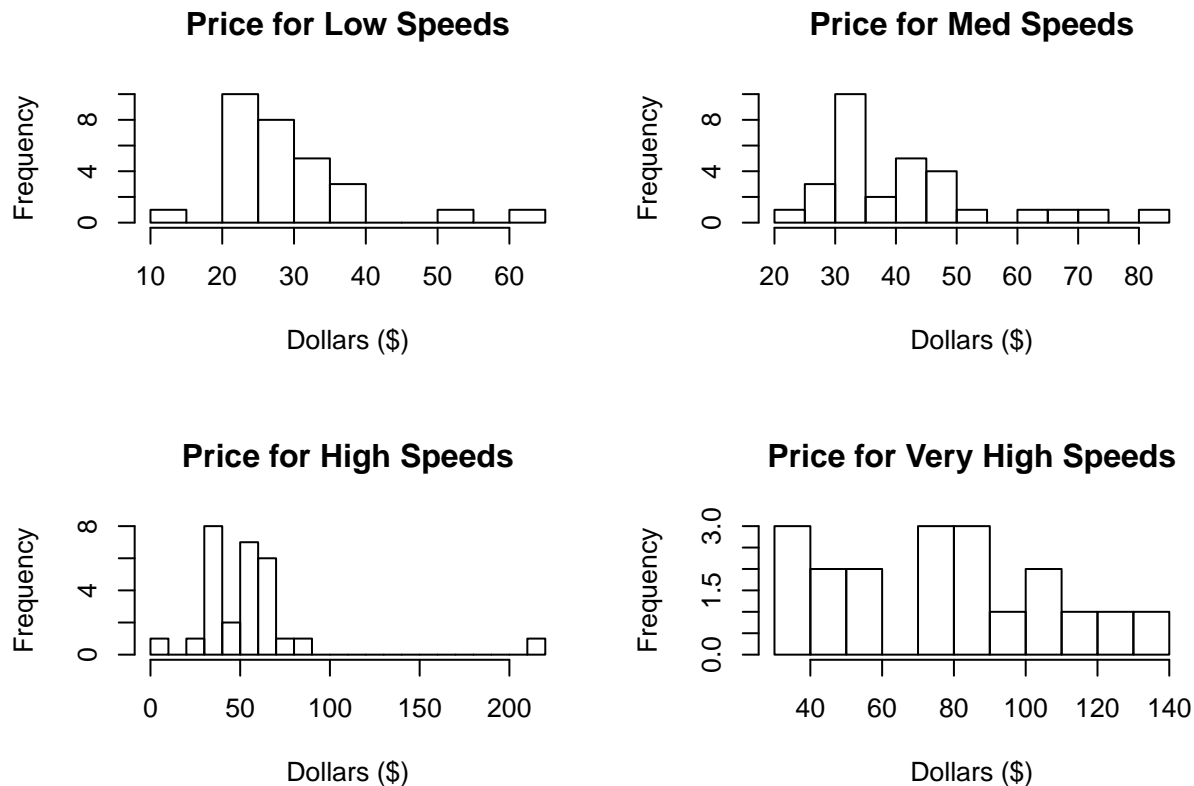 Price for Low Speeds
Frequency
0 4 8
10 20 30 40 50 60
Dollars ($)
Price for Med Speeds
Frequency
0 4 8
20 30 40 50 60 70 80
Dollars ($)
Price for High Speeds
Frequency
0 4 8
0 50 100 150 200
Dollars ($)
Price for Very High Speeds
Frequency
0.0 1.5 3.0
40 60 80 100 120 140
Dollars ($)